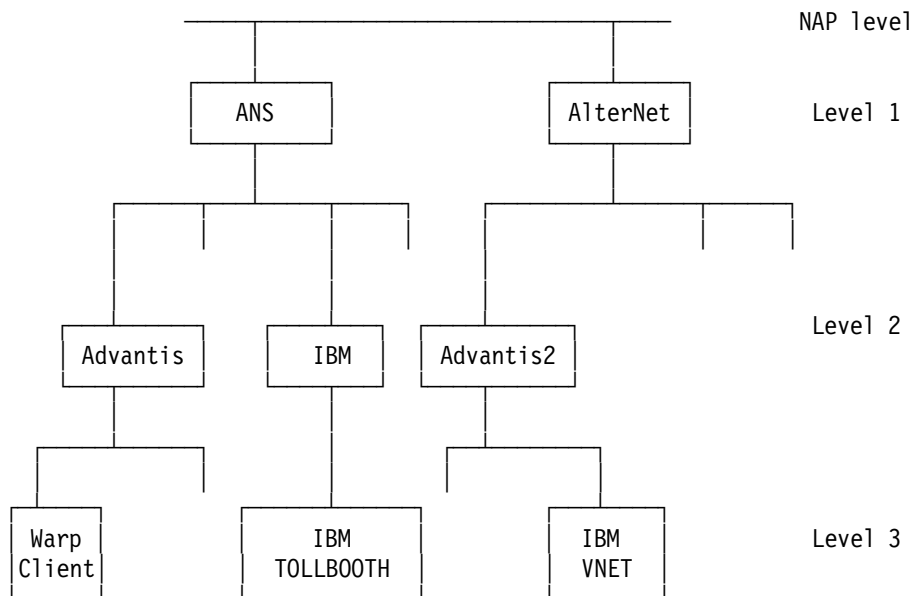 NAP level
ANS
AlterNet
Level 1
Level 2
Advantis
IBM
Advantis2
Warp
Client
IBM
TOLLBOOTH
IBM
VNET
Level 3